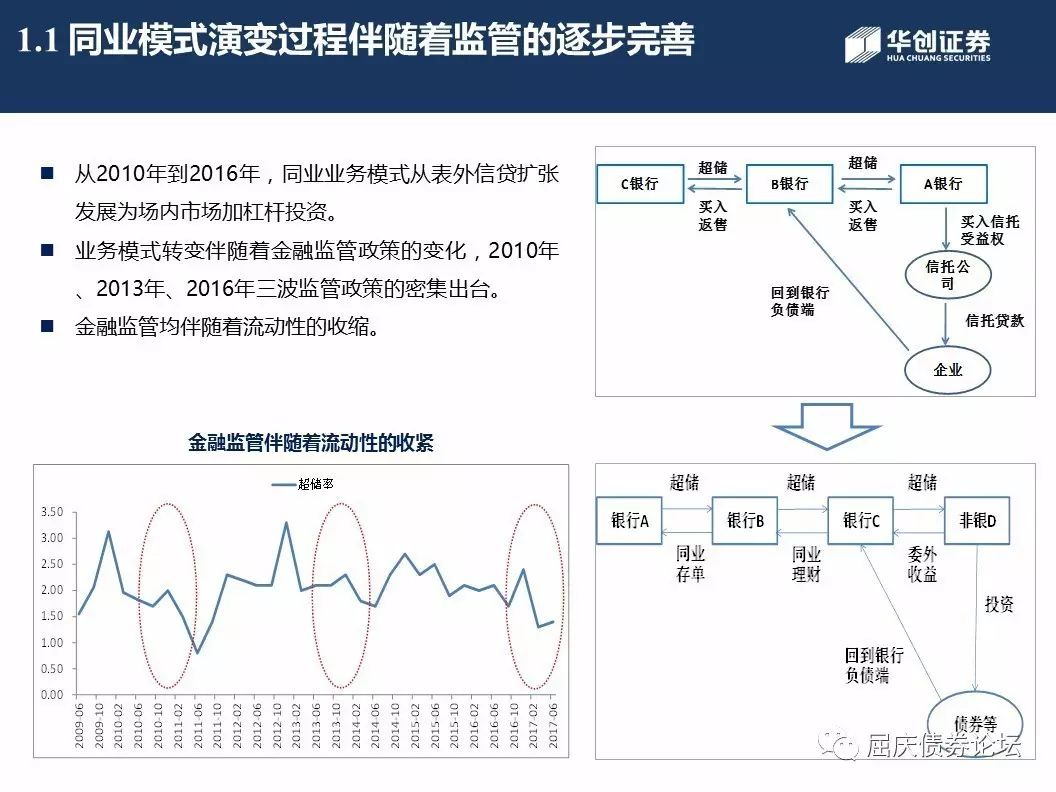 1.1 同业模式演变过程伴随着监管的逐步完善
华创证券
HUA CHUANG SECURITIES
从2010年到2016年，同业业务模式从表外信贷扩张
发展为场内市场加杠杆投资。
业务模式转变伴随着金融监管政策的变化，2010年
、2013年、2016年三波监管政策的密集出台。
金融监管均伴随着流动性的收缩。
超储
超储
C银行
B银行
A银行
买入
返售
买入
返售
买入信托
受益权
信托公
司
回到银行
负债端
信托贷款
企业
金融监管伴随着流动性的收紧
超储率
3.50
3.00
2.50
2.00
1.50
1.00
0.50
0.00
2009-06
2009-10
2010-02
2010-06
2010-10
2011-02
2011-06
2011-10
2012-02
2012-06
2012-10
2013-02
2013-06
2013-10
2014-02
2014-06
2014-10
2015-02
2015-06
2015-10
2016-02
2016-06
2016-10
2017-02
2017-06
超储
超储
超储
银行A
银行B
银行C
非银D
同业
存单
同业
理财
委外
收益
投资
回到银行
负债端
债券等
屈庆债券论坛